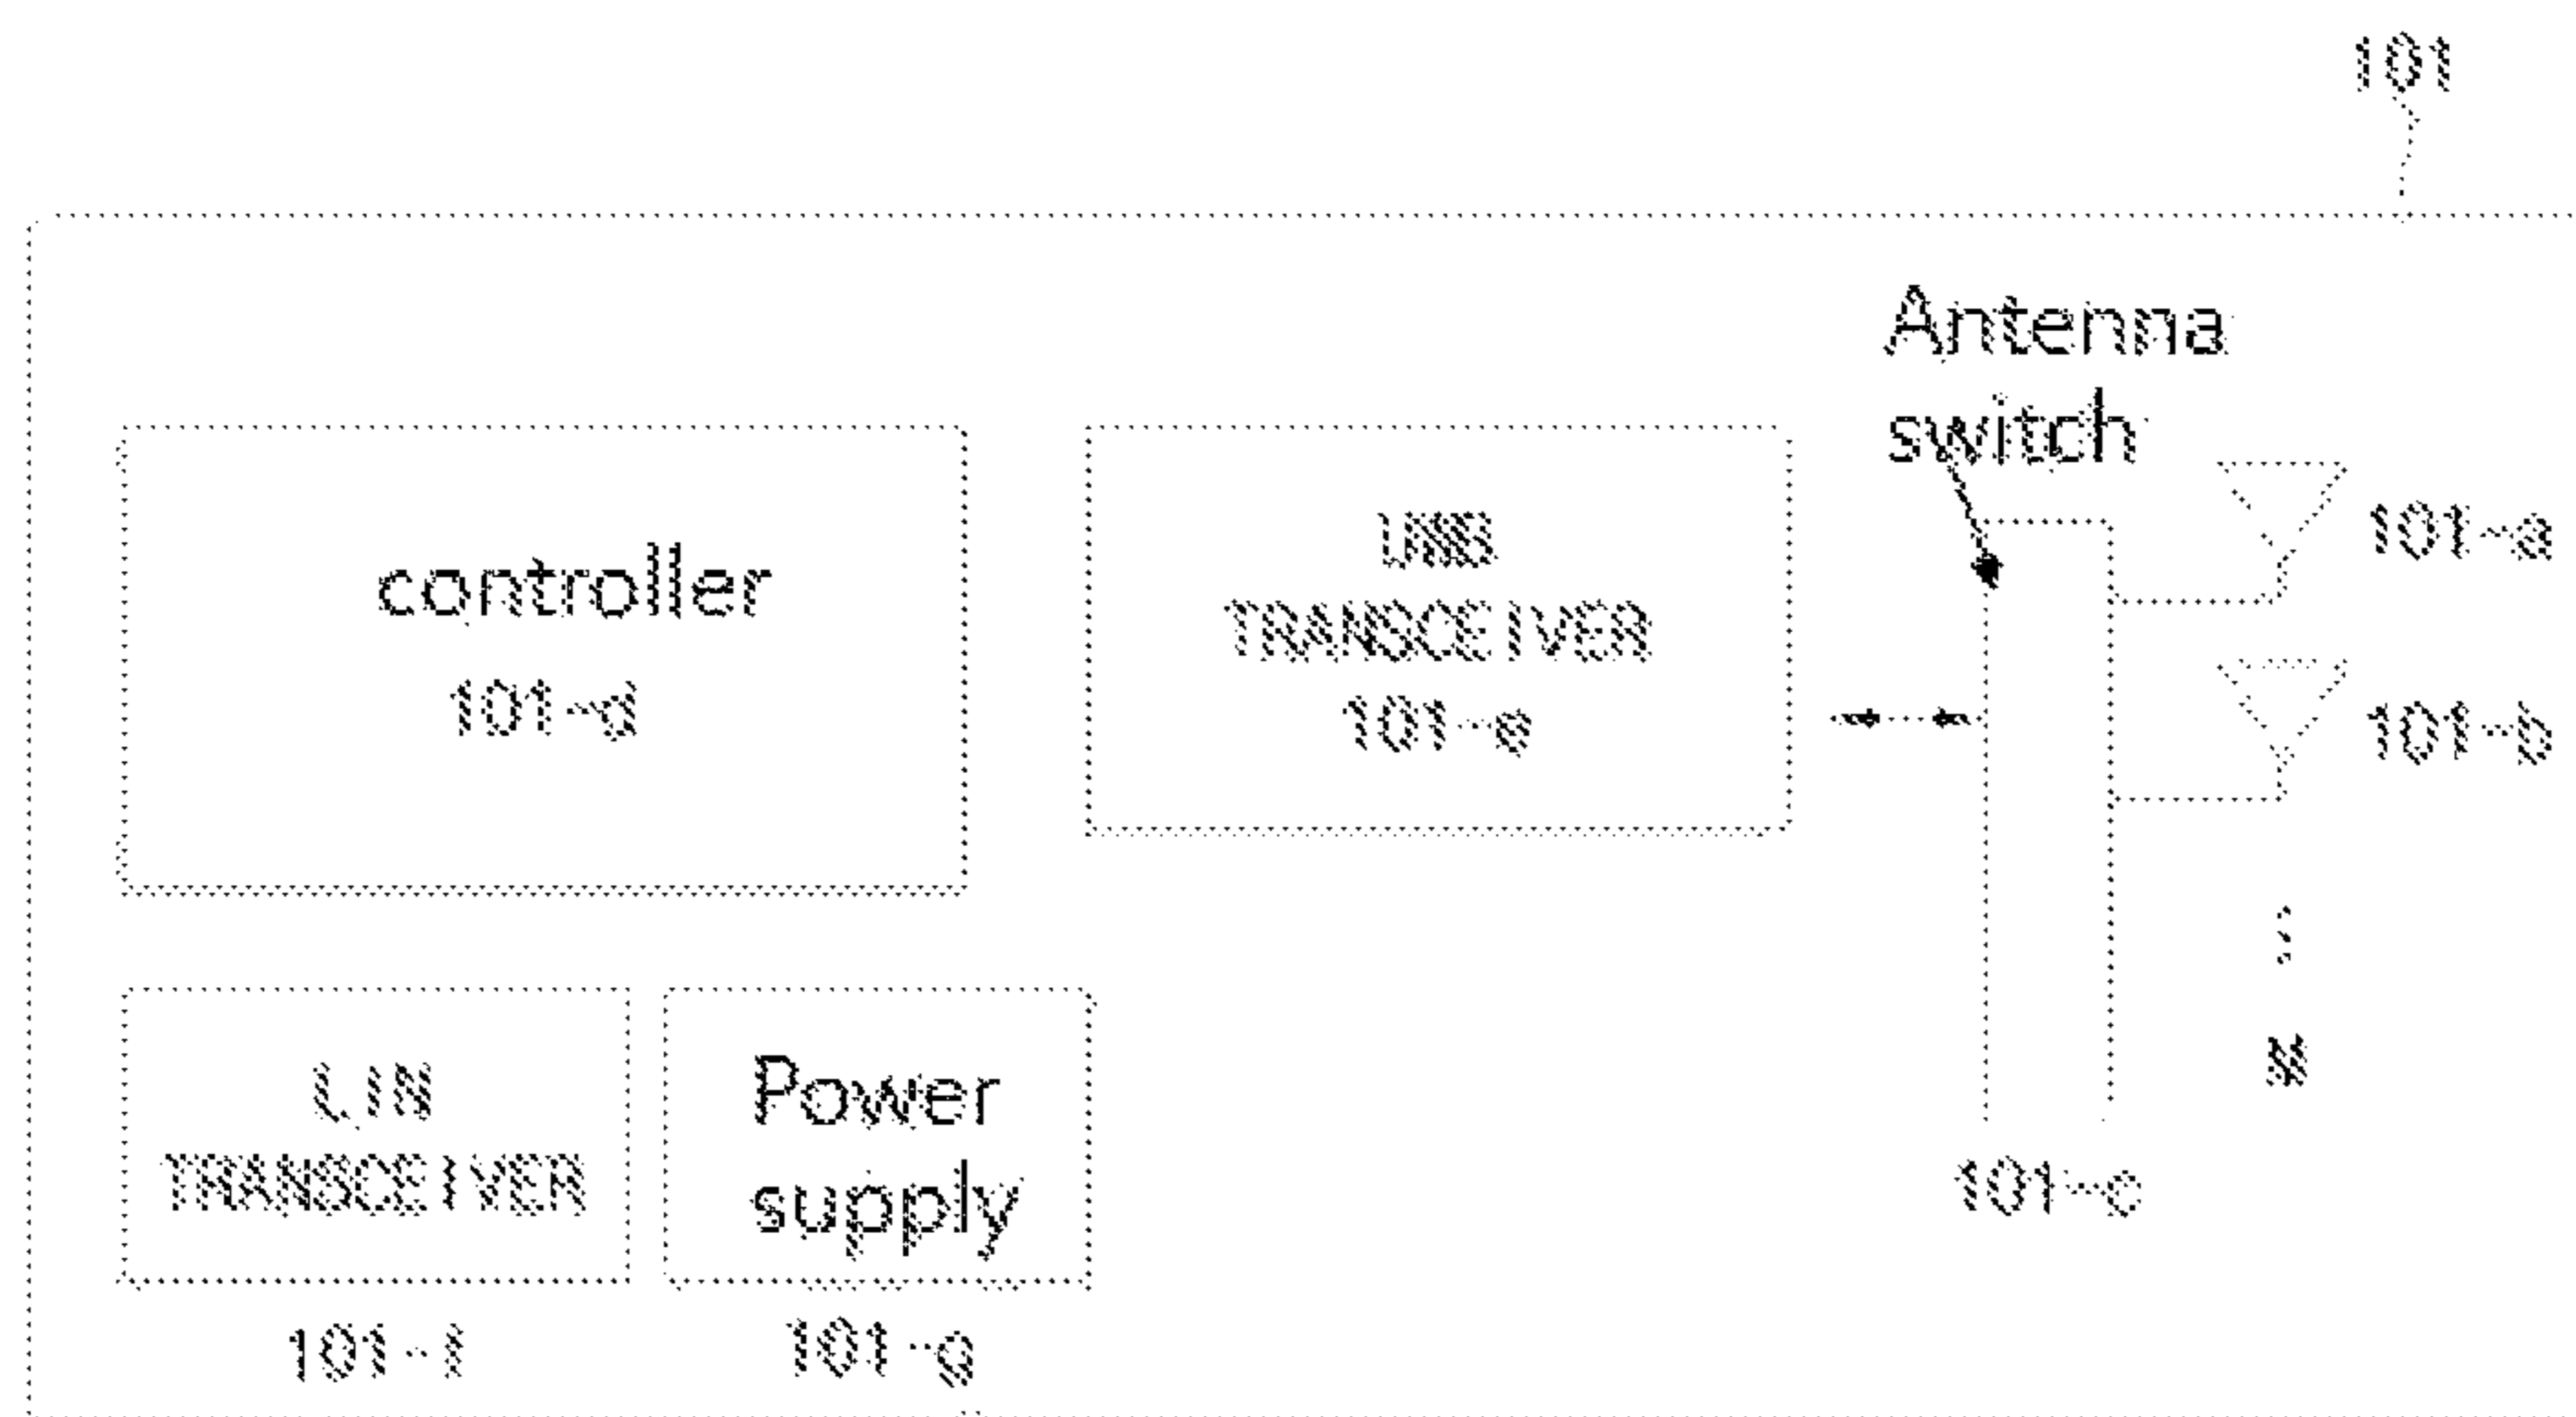 101
Antenna
switch
101-a
UWB
TRANSCEIVER
101-e
controller
101-d
101-b
N
LIN
TRANSCEIVER
Power
supply
101-c
101-f
101-g